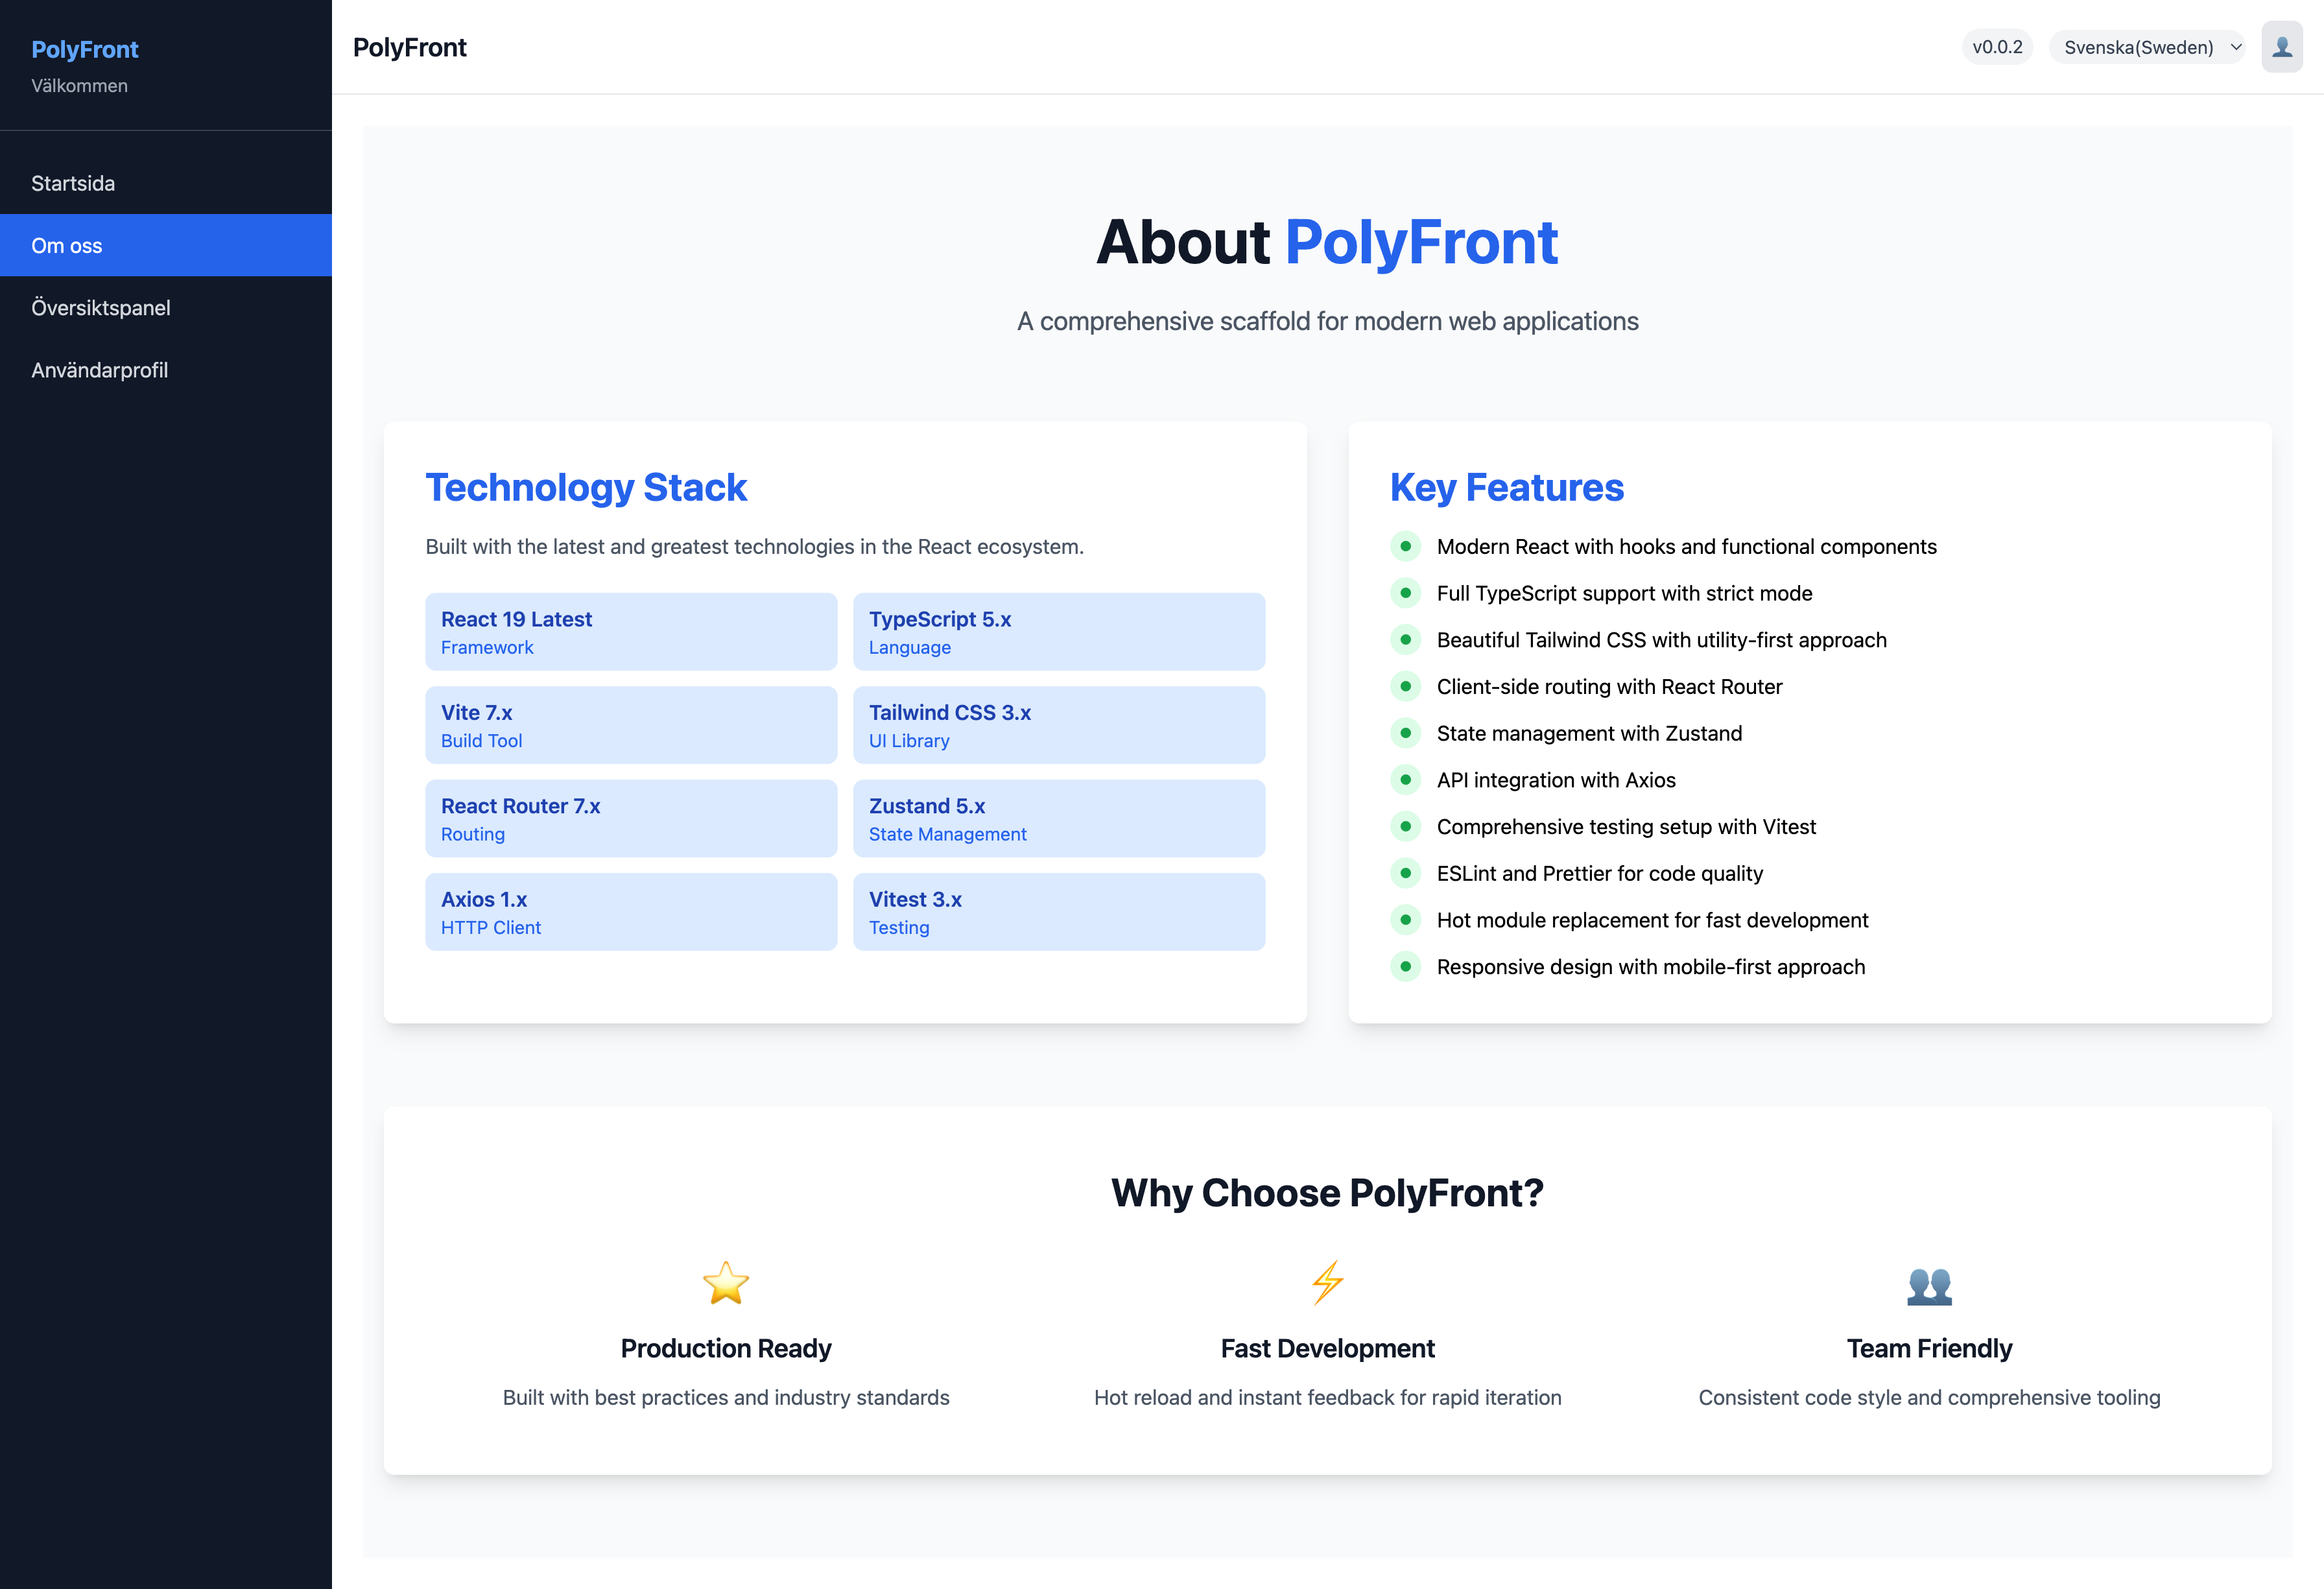 PolyFront
Välkommen
Startsida
Om oss
Översiktspanel
Användarprofil
PolyFront
v0.0.2
Svenska(Sweden)
About PolyFront
A comprehensive scaffold for modern web applications
Technology Stack
Built with the latest and greatest technologies in the React ecosystem.
React 19 Latest
Framework
TypeScript 5.x
Language
Vite 7.x
Build Tool
Tailwind CSS 3.x
UI Library
React Router 7.x
Routing
Zustand 5.x
State Management
Axios 1.x
HTTP Client
Vitest 3.x
Testing
Key Features
Modern React with hooks and functional components
Full TypeScript support with strict mode
Beautiful Tailwind CSS with utility-first approach
Client-side routing with React Router
State management with Zustand
API integration with Axios
Comprehensive testing setup with Vitest
ESLint and Prettier for code quality
Hot module replacement for fast development
Responsive design with mobile-first approach
Why Choose PolyFront?
Production Ready
Built with best practices and industry standards
Fast Development
Hot reload and instant feedback for rapid iteration
Team Friendly
Consistent code style and comprehensive tooling